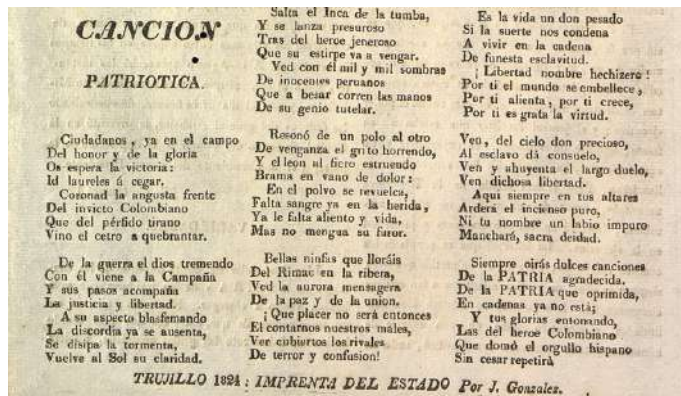 CANCION
PATRIOTICA.
Ciudadanos, ya en el campo
Del honor y de la gloria
Os espera la victoria:
Id laureles á cegar.
Coronad la angusta frente
Del invicto Colombiano
Que del pérfido tirano
Vino el cetro a quebrantar.
De la guerra el dios tremendo
Con él viene a la Campaña
Y sus pasos acompaña
La justicia y libertad.
A su aspecto blasfemando
La discordia ya se ausenta,
Se disipa la tormenta,
Vuelve al Sol su claridad.
Salta el Inca de la tumba,
Y se lanza presuroso
Tras del heroe jeneroso
Que su estirpe va a vengar.
Ved con él mil y mil sombras
De inocentes peruanos
Que a besar corren las manos
De su genio tutelar.
Resonó de un polo al otro
De venganza el grito horrendo,
Y el leon al fiero estruendo
Brama en vano de dolor:
En el polvo se revuelca,
Falta sangre ya en la herida,
Ya le falta aliento y vida,
Mas no mengua su furor.
Bellas ninfas que lloráis
Del Rimac en la ribera,
Ved la aurora mensagera
De la paz y de la union.
¡Que placer no será entonces
El contarnos nuestros males,
Ver cubiertos los rivales
De terror y confusion!
Es la vida un don pesado
Si la suerte nos condena
A vivir en la cadena
De funesta esclavitud.
¡Libertad nombre hechizero!
Por ti el mundo se embellece,
Por ti alienta, por ti crece,
Por ti es grata la virtud.
Ven, del cielo don precioso,
Al esclavo dá consuelo,
Ven y ahuyenta el largo duelo,
Ven dichosa libertad.
Aqui siempre en tus altares
Arderá el incienso puro,
Ni tu nombre un labio impuro
Manchará, sacra deidad.
Siempre oirás dulces canciones
De la PATRIA agradecida.
De la PATRIA que oprimida,
En cadenas ya no está;
Y tus glorias entonando,
Las del heroe Colombiano
Que domó el orgullo hispano
Sin cesar repetirá
TRUJILLO 1824: IMPRENTA DEL ESTADO Por J. Gonzalez.